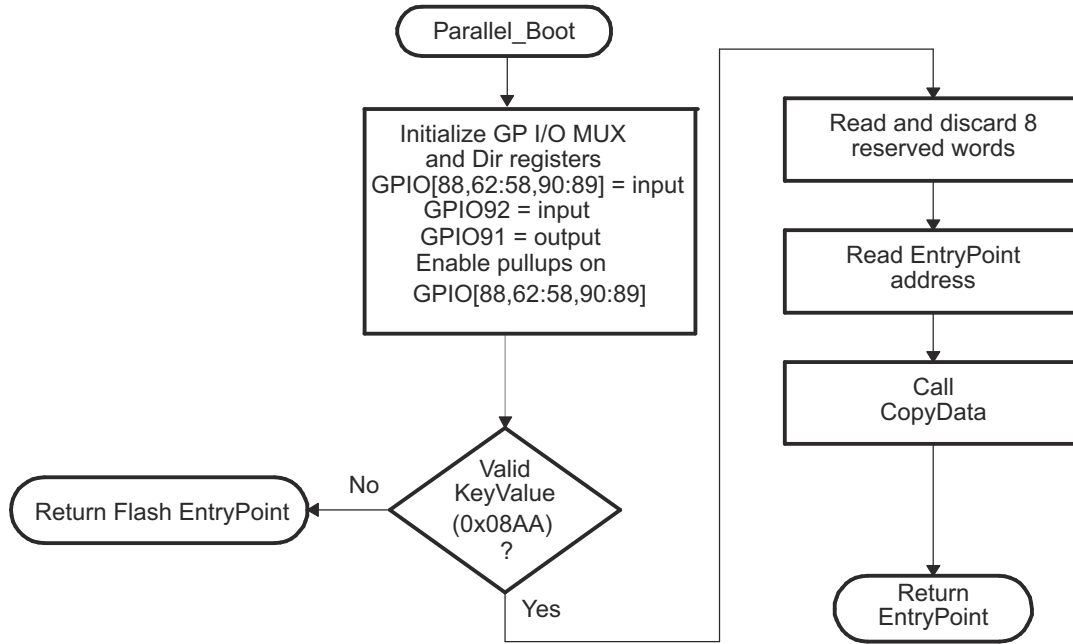 Parallel_Boot
Initialize GP I/O MUX
and Dir registers
GPIO[88,62:58,90:89] = input
GPIO92 = input
GPIO91 = output
Enable pullups on
GPIO[88,62:58,90:89]
Valid
KeyValue
(0x08AA)
?
No
Return Flash EntryPoint
Yes
Read and discard 8
reserved words
Read EntryPoint
address
Call
CopyData
Return
EntryPoint